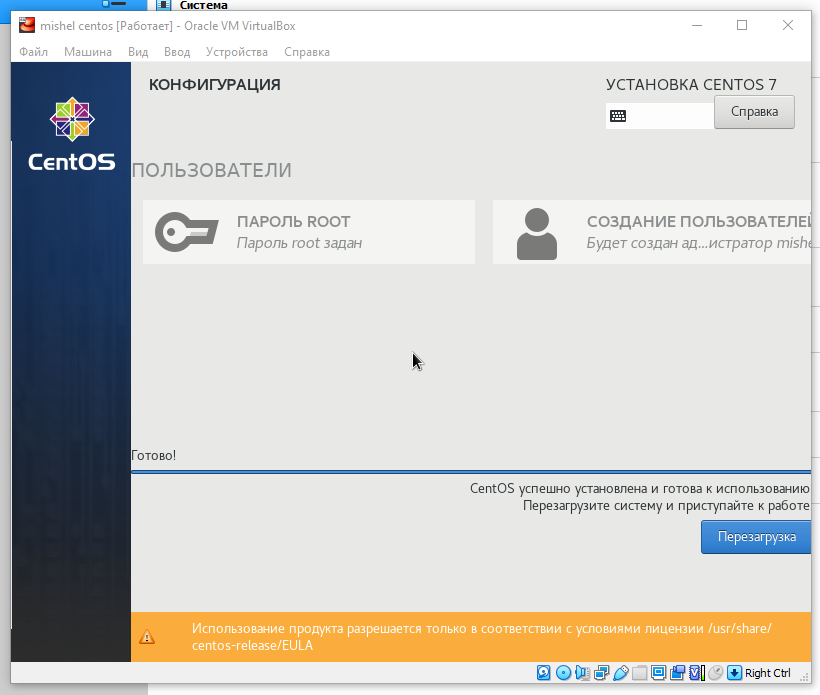 Система
mishel centos [Работает] - Oracle VM VirtualBox
Файл Машина Вид Ввод Устройства Справка
CentOS
КОНФИГУРАЦИЯ
УСТАНОВКА CENTOS 7
Справка
ПОЛЬЗОВАТЕЛИ
ПАРОЛЬ ROOT
Пароль root задан
СОЗДАНИЕ ПОЛЬЗОВАТЕЛЕЙ
Будет создан ад...истратор mishe
Готово!
CentOS успешно установлена и готова к использованию
Перезагрузите систему и приступайте к работе
Перезагрузка
Использование продукта разрешается только в соответствии с условиями лицензии /usr/share/
centos-release/EULA
Right Ctrl